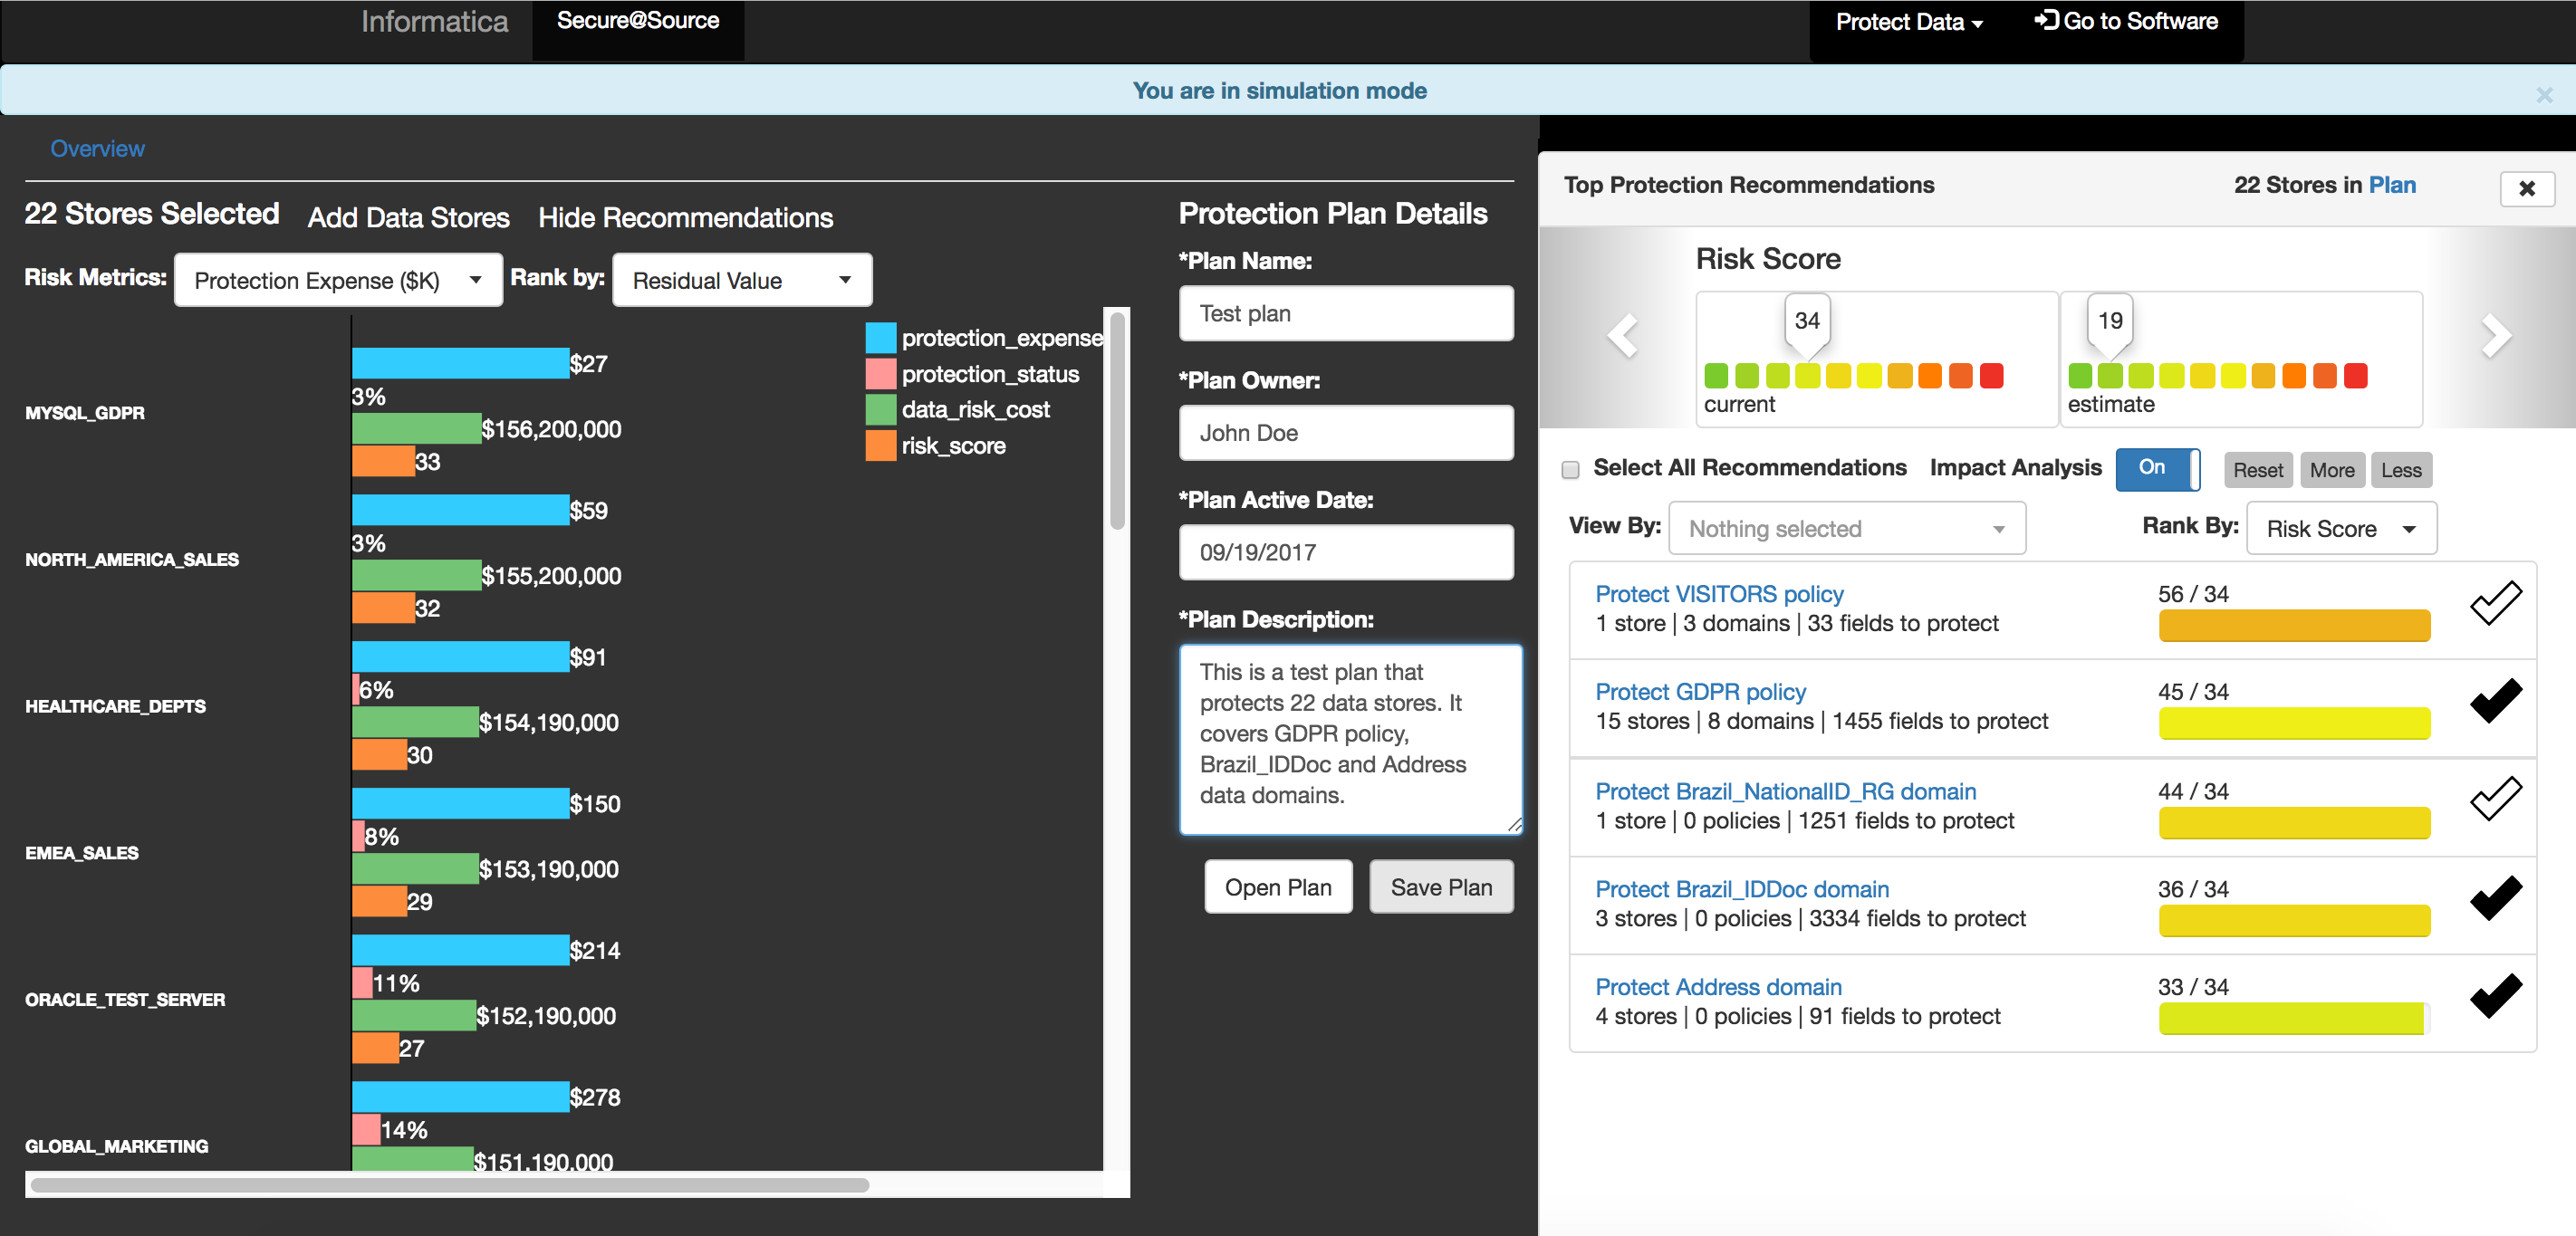 Informatica
Secure@Source
Protect Data
Go to Software
You are in simulation mode
×
Overview
22 Stores Selected
Add Data Stores
Hide Recommendations
Risk Metrics:
Protection Expense ($K)
Rank by:
Residual Value
protection_expense
protection_status
data_risk_cost
risk_score
MYSQL_GDPR
$27
3%
$156,200,000
33
NORTH_AMERICA_SALES
$59
3%
$155,200,000
32
HEALTHCARE_DEPTS
$91
6%
$154,190,000
30
EMEA_SALES
$150
8%
$153,190,000
29
ORACLE_TEST_SERVER
$214
11%
$152,190,000
27
GLOBAL_MARKETING
$278
14%
$151,190,000
Protection Plan Details
*Plan Name:
Test plan
*Plan Owner:
John Doe
*Plan Active Date:
09/19/2017
*Plan Description:
This is a test plan that
protects 22 data stores. It
covers GDPR policy,
Brazil_IDDoc and Address
data domains.
Open Plan
Save Plan
Top Protection Recommendations
22 Stores in Plan
Risk Score
34
current
19
estimate
Select All Recommendations
Impact Analysis
On
Reset
More
Less
View By:
Nothing selected
Rank By:
Risk Score
Protect VISITORS policy
1 store | 3 domains | 33 fields to protect
56 / 34
Protect GDPR policy
15 stores | 8 domains | 1455 fields to protect
45 / 34
Protect Brazil_NationalID_RG domain
1 store | 0 policies | 1251 fields to protect
44 / 34
Protect Brazil_IDDoc domain
3 stores | 0 policies | 3334 fields to protect
36 / 34
Protect Address domain
4 stores | 0 policies | 91 fields to protect
33 / 34